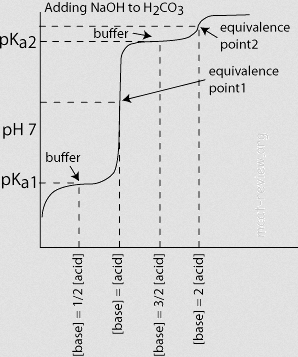 Adding NaOH to H₂CO₃
buffer
equivalence
point2
pKa2
equivalence
point1
pH 7
buffer
pKa1
[base] = 1/2 [acid]
[base] = [acid]
[base] = 3/2 [acid]
[base] = 2 [acid]